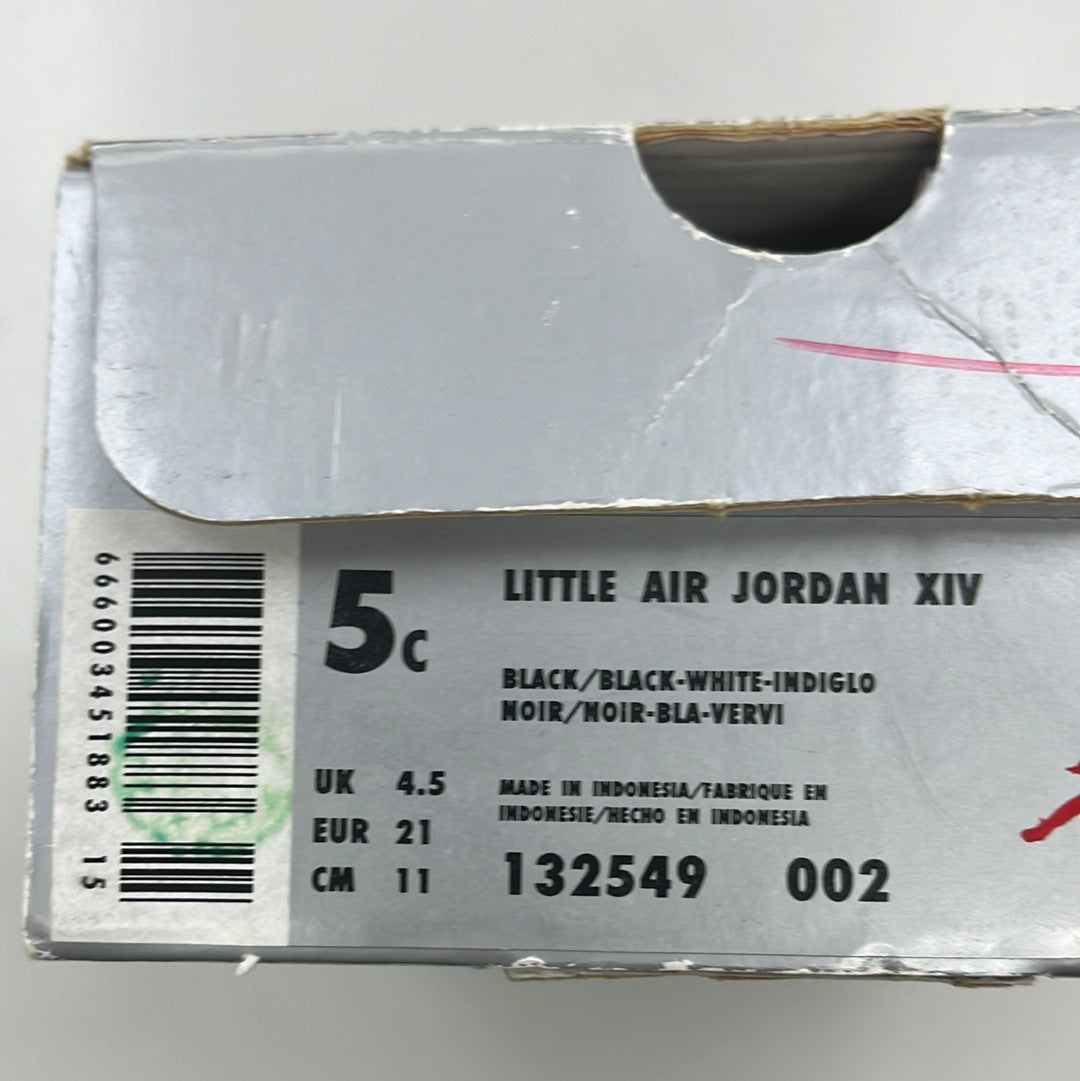 666003451883 15
5c
LITTLE AIR JORDAN XIV
BLACK/BLACK-WHITE-INDIGLO
NOIR/NOIR-BLA-VERVI
UK 4.5
EUR 21
CM 11
MADE IN INDONESIA/FABRIQUE EN
INDONESIE/HECHO EN INDONESIA
132549 002